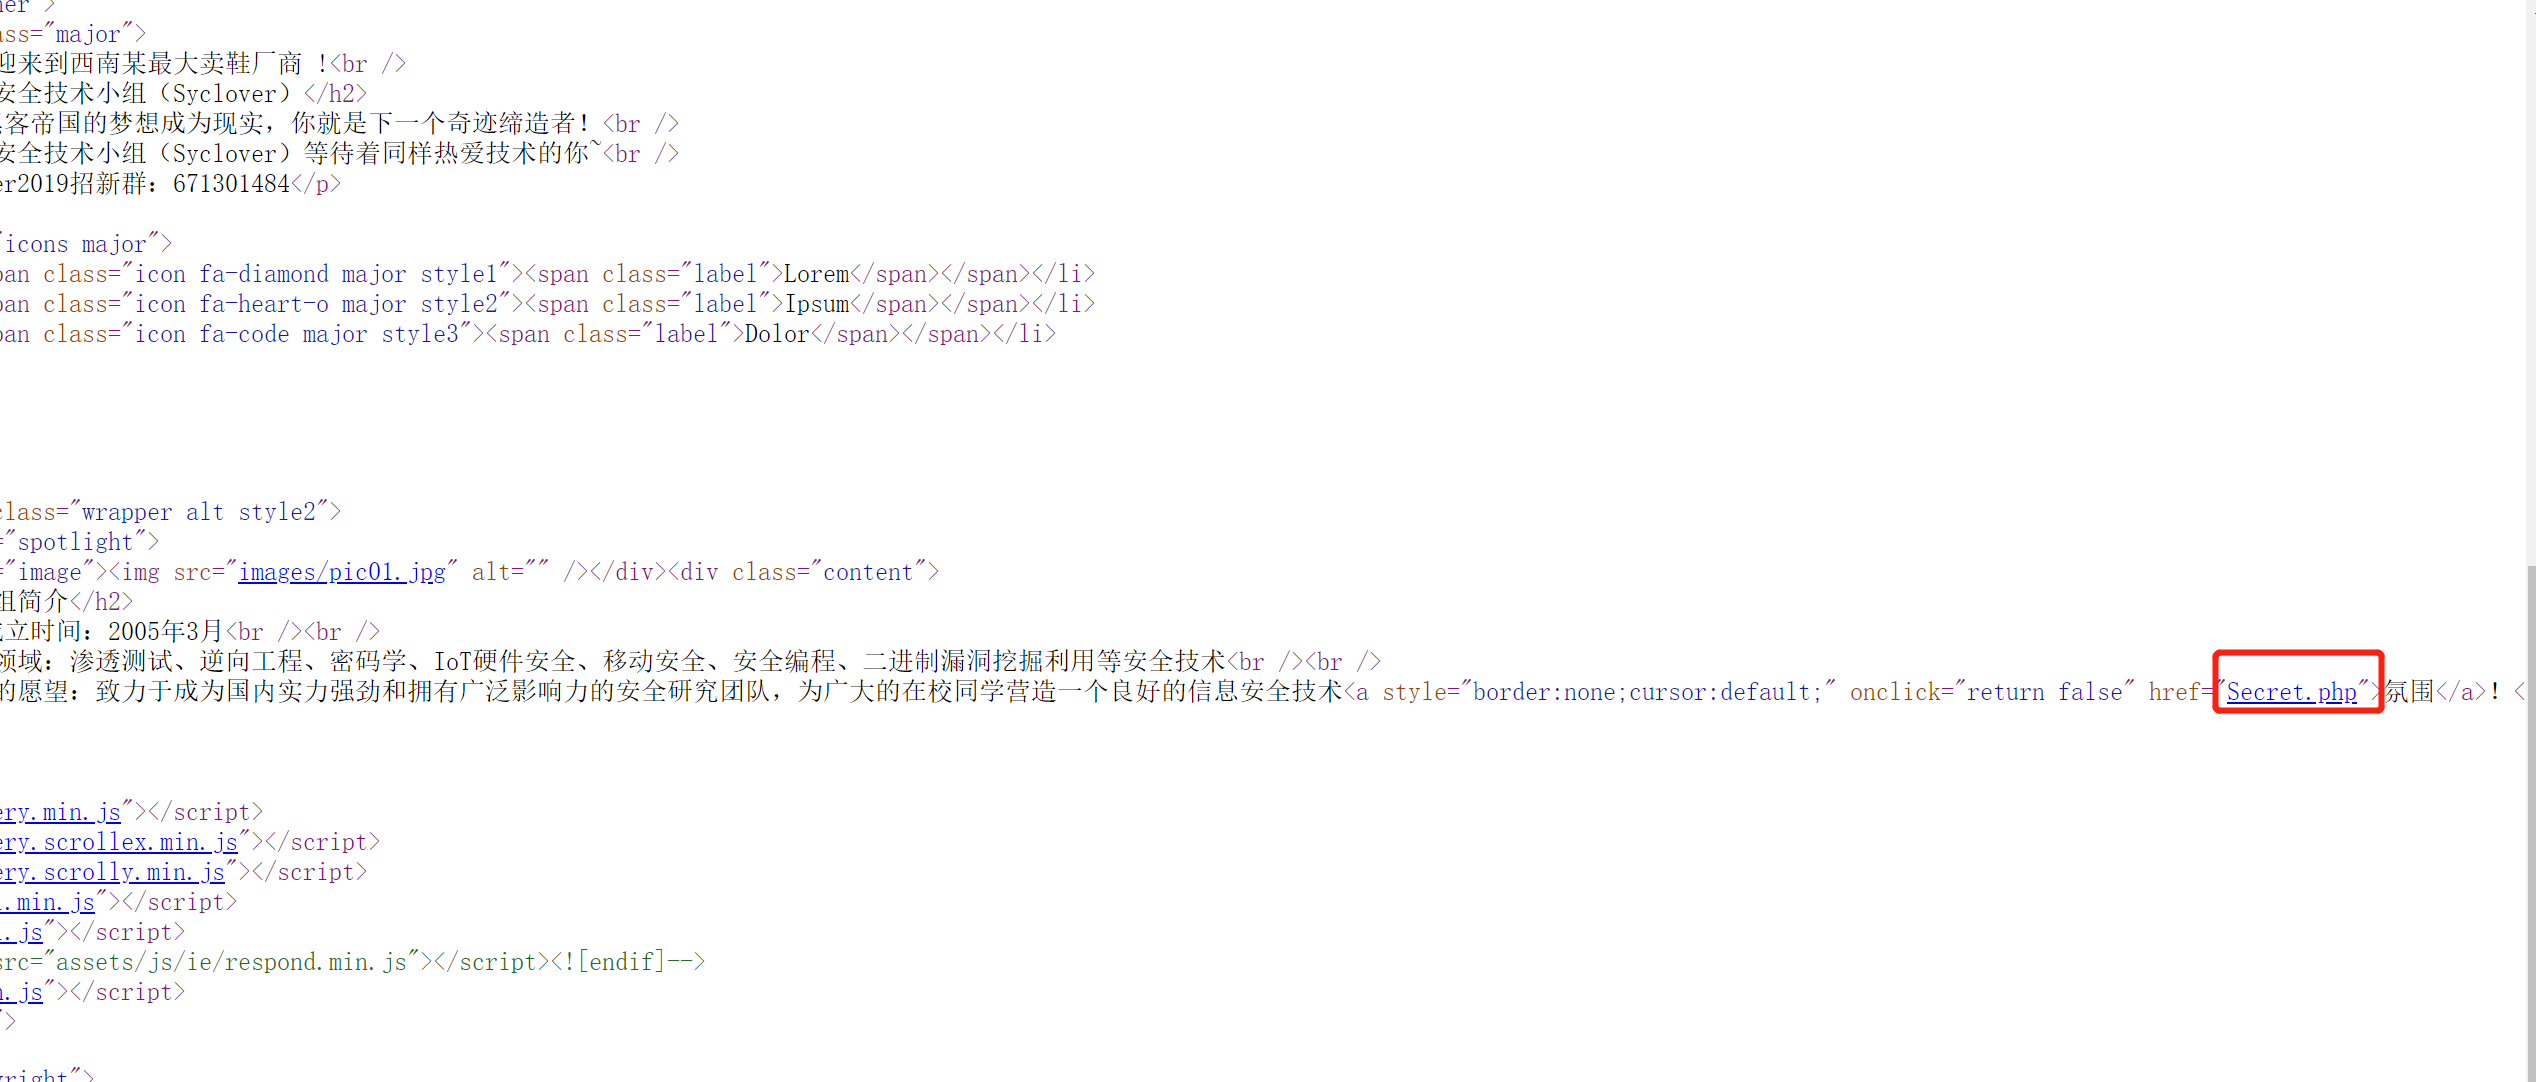 ner">
ass="major">
迎来到西南某最大卖鞋厂商 !<br />
安全技术小组（Syclover）</h2>
客帝国的梦想成为现实，你就是下一个奇迹缔造者！<br />
安全技术小组（Syclover）等待着同样热爱技术的你~<br />
er2019招新群：671301484</p>
"icons major">
pan class="icon fa-diamond major style1"><span class="label">Lorem</span></span></li>
pan class="icon fa-heart-o major style2"><span class="label">Ipsum</span></span></li>
pan class="icon fa-code major style3"><span class="label">Dolor</span></span></li>
class="wrapper alt style2">
="spotlight">
="image"><img src="images/pic01.jpg" alt="" /></div><div class="content">
组简介</h2>
成立时间：2005年3月<br /><br />
领域：渗透测试、逆向工程、密码学、IoT硬件安全、移动安全、安全编程、二进制漏洞挖掘利用等安全技术<br /><br />
的愿望：致力于成为国内实力强劲和拥有广泛影响力的安全研究团队，为广大的在校同学营造一个良好的信息安全技术<a style="border:none;cursor:default;" onclick="return false" href="Secret.php">氛围</a>！<
ery.min.js"></script>
ery.scrollex.min.js"></script>
ery.scrolly.min.js"></script>
.min.js"></script>
.js"></script>
src="assets/js/ie/respond.min.js"></script><![endif]-->
n.js"></script>
">
yright">